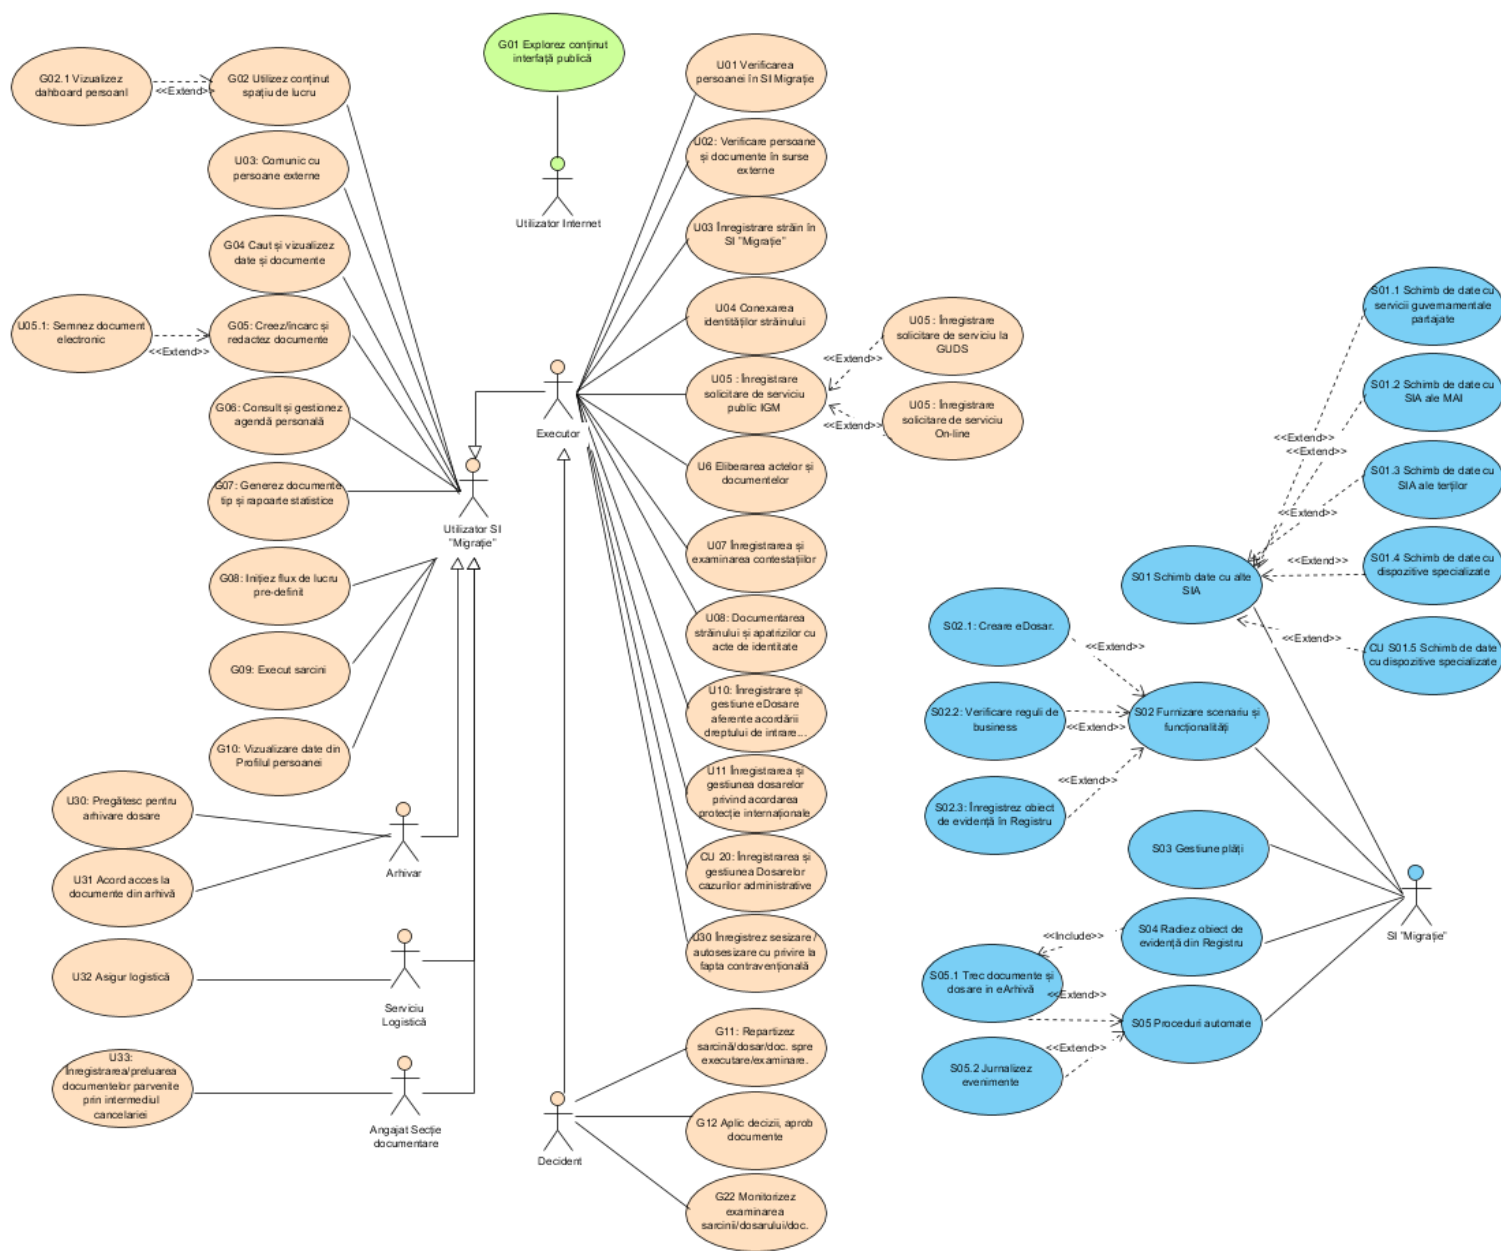 G01 Explorez conținut
interfață publică
Utilizator Internet
G02.1 Vizualizez
dahboard persoanl
<<Extend>>
G02 Utilizez conținut
spațiu de lucru
U03: Comunic cu
persoane externe
G04 Caut și vizualizez
date și documente
U05.1: Semnez document
electronic
<<Extend>>
G05: Creez/incarc și
redactez documente
G06: Consult și gestionez
agendă personală
G07: Generez documente
tip și rapoarte statistice
G08: Inițiez flux de lucru
pre-definit
G09: Execut sarcini
G10: Vizualizare date din
Profilul persoanei
Utilizator SI
"Migrație"
U30: Pregătesc pentru
arhivare dosare
U31 Acord acces la
documente din arhivă
Arhivar
U32 Asigur logistică
Serviciu
Logistică
U33:
Înregistrarea/preluarea
documentelor parvenite
prin intermediul
cancelariei
Angajat Secție
documentare
U01 Verificarea
persoanei în SI Migrație
U02: Verificare persoane
și documente în surse
externe
U03 Înregistrare străin în
SI "Migrație"
U04 Conexarea
identităților străinului
U05 : Înregistrare
solicitare de serviciu
public IGM
<<Extend>>
U05 : Înregistrare
solicitare de serviciu la
GUDS
<<Extend>>
U05 : Înregistrare
solicitare de serviciu
On-line
Executor
U6 Eliberarea actelor și
documentelor
U07 Înregistrarea și
examinarea contestațiilor
U08: Documentarea
străinului și apatrizilor cu
acte de identitate
U10: Înregistrare și
gestiune eDosare
aferente acordării
dreptului de intrare...
U11 Înregistrarea și
gestiunea dosarelor
privind acordarea
protecție internaționale
CU 20: Înregistrarea și
gestiunea Dosarelor
cazurilor administrative
U30 Înregistrez sesizare /
autosesizare cu privire la
fapta contravențională
G11: Repartizez
sarcină/dosar/doc. spre
executare/examinare.
G12 Aplic decizii, aprob
documente
G22 Monitorizez
examinarea
sarcinii/dosarului/doc.
Decident
S01.1 Schimb de date cu
servicii guvernamentale
partajate
S01.2 Schimb de date cu
SIA ale MAI
S01.3 Schimb de date cu
SIA ale terților
S01.4 Schimb de date cu
dispozitive specializate
CU S01.5 Schimb de date
cu dispozitive specializate
<<Extend>>
<<Extend>>
<<Extend>>
<<Extend>>
<<Extend>>
S01 Schimb date cu alte
SIA
S02.1: Creare eDosar.
<<Extend>>
S02.2: Verificare reguli de
business
<<Extend>>
S02 Furnizare scenariu și
funcționalități
S02.3: Înregistrez obiect
de evidență în Registru
<<Extend>>
S03 Gestiune plăți
S04 Radiez obiect de
evidență din Registru
<<Include>>
S05.1 Trec documente și
dosare in eArhivă
<<Extend>>
S05 Proceduri automate
S05.2 Jurnalizez
evenimente
<<Extend>>
SI "Migrație"